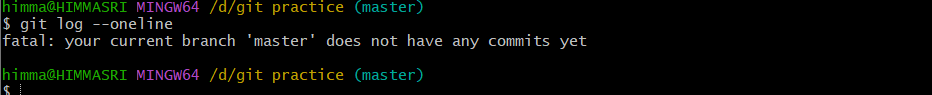 himma@HIMMASRI MINGW64 /d/git practice (master)
$ git log --oneline
fatal: your current branch 'master' does not have any commits yet
himma@HIMMASRI MINGW64 /d/git practice (master)
$